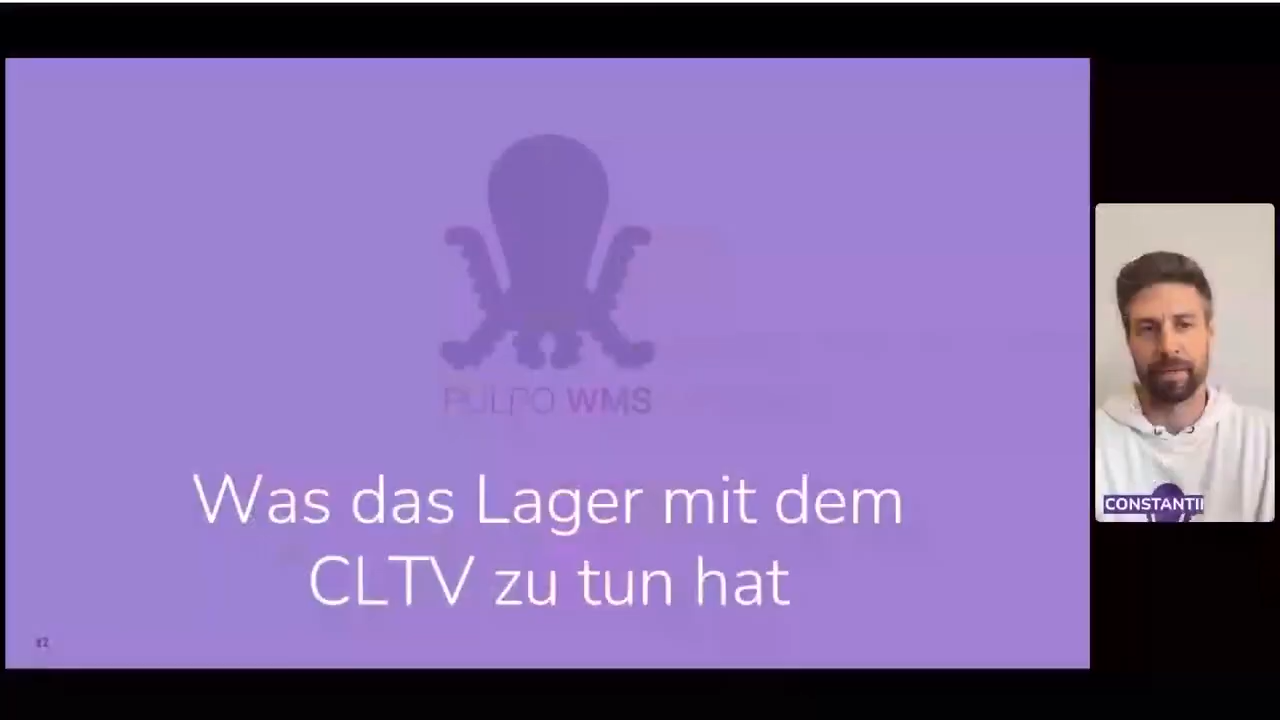 PULPO WMS
Was das Lager mit dem
CLTV zu tun hat
CONSTANTI